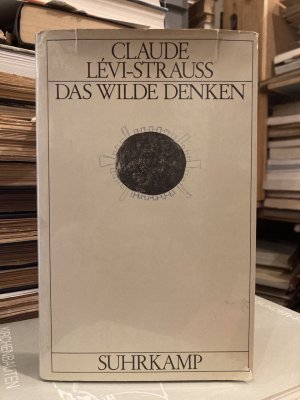 CLAUDE
LÉVI-STRAUSS
DAS WILDE DENKEN
SUHRKAMP